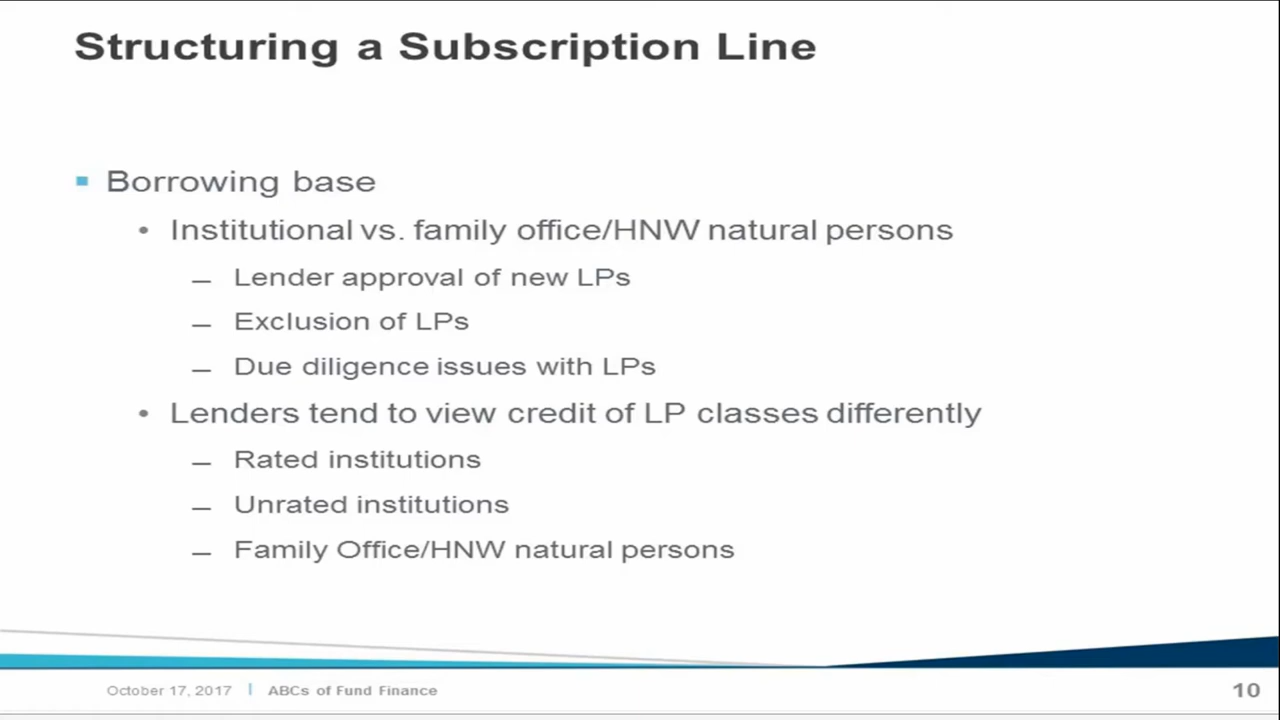 Structuring a Subscription Line
Borrowing base
Institutional vs. family office/HNW natural persons
Lender approval of new LPs
Exclusion of LPs
Due diligence issues with LPs
Lenders tend to view credit of LP classes differently
Rated institutions
Unrated institutions
Family Office/HNW natural persons
October 17, 2017 | ABCs of Fund Finance
10